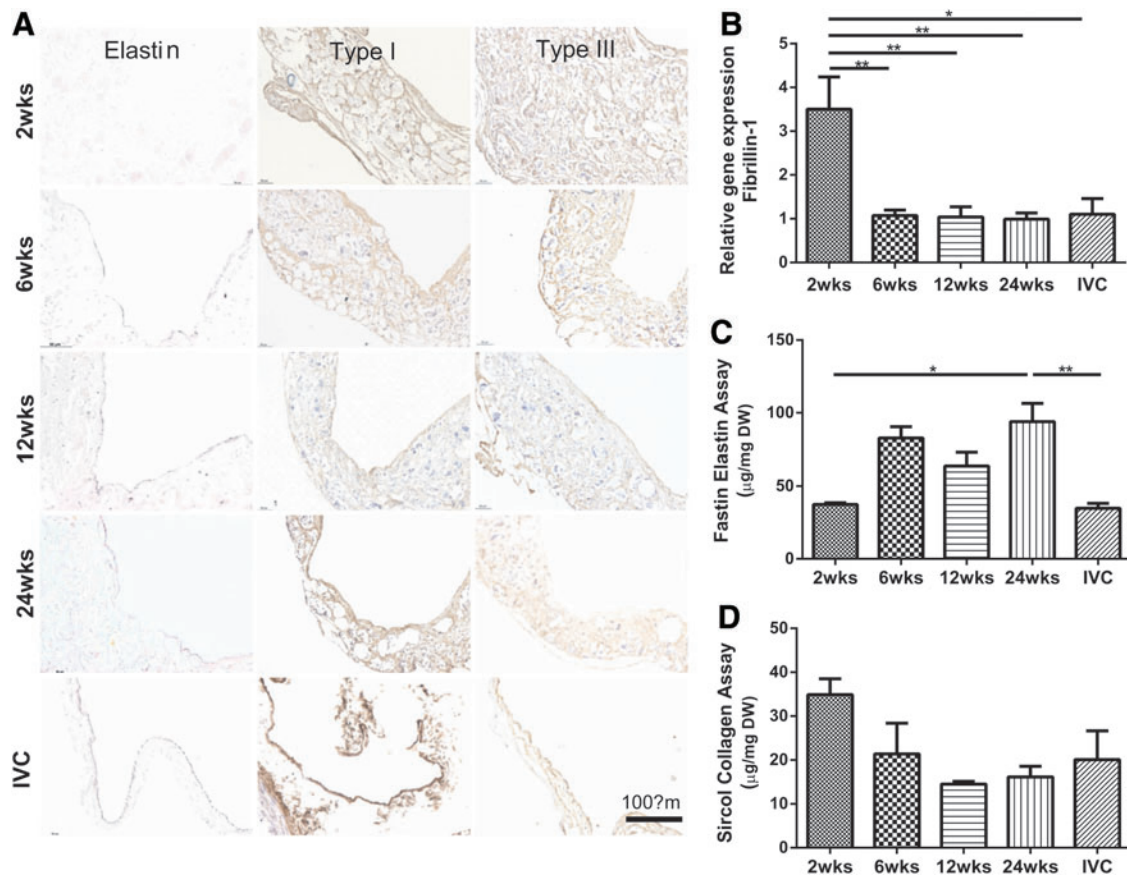 A
Elastin
Type I
Type III
2wks
6wks
12wks
24wks
IVC
100?m
B
Relative gene expression
Fibrillin-1
5
4
3
2
1
0
*
**
**
**
2wks 6wks 12wks 24wks IVC
C
Fastin Elastin Assay
(µg/mg DW)
150
100
50
0
* **
2wks 6wks 12wks 24wks IVC
D
Sircol Collagen Assay
(µg/mg DW)
50
40
30
20
10
0
2wks 6wks 12wks 24wks IVC